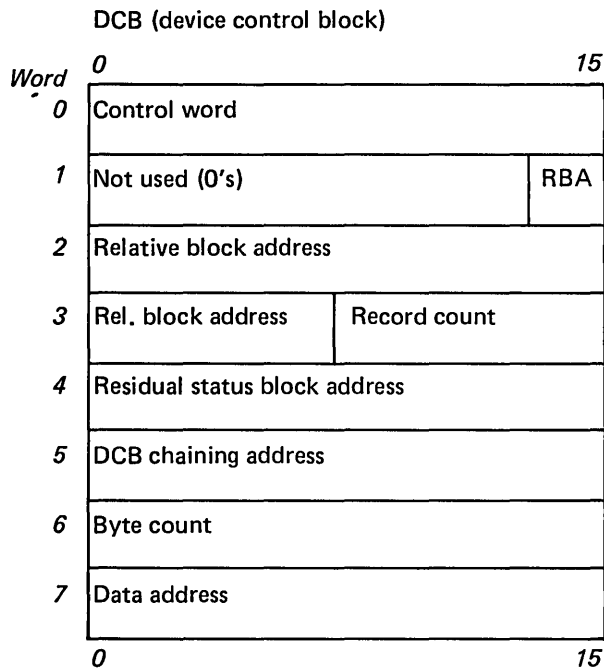 DCB (device control block)
Word 0 15
0 Control word
1 Not used (0's) RBA
2 Relative block address
3 Rel. block address Record count
4 Residual status block address
5 DCB chaining address
6 Byte count
7 Data address
0 15